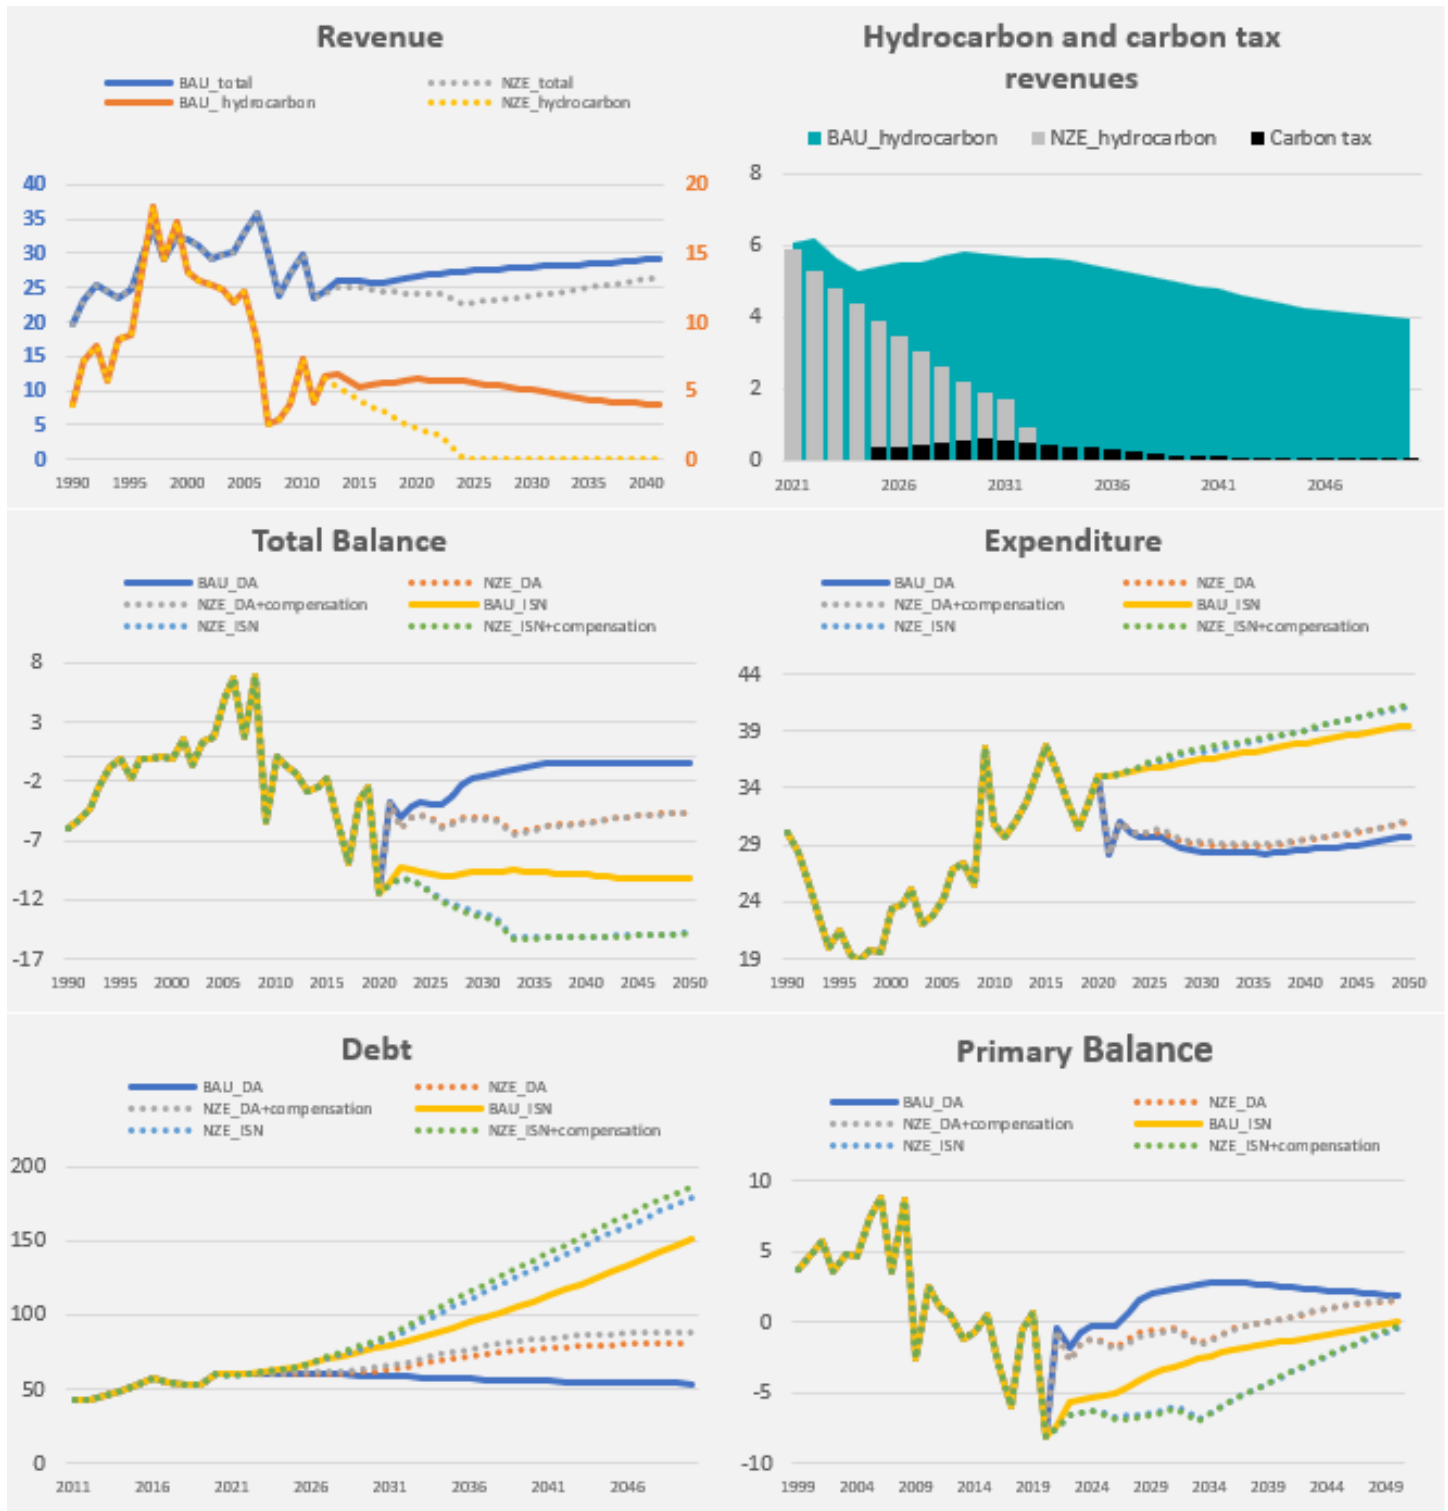 Revenue
BAU_total
NZE_total
BAU_ hydrocarbon
NZE_hydrocarbon
40
35
30
25
20
15
10
5
0
20
15
10
5
0
1990 1995 2000 2005 2010 2015 2020 2025 2030 2035 2040
Hydrocarbon and carbon tax
revenues
BAU_hydrocarbon NZE_hydrocarbon Carbon tax
8
6
4
2
0
2021 2026 2031 2036 2041 2046
Total Balance
BAU_DA
NZE_DA
NZE_DA+compensation
BAU_ISN
NZE_ISN
NZE_ISN+compensation
8
3
-2
-7
-12
-17
1990 1995 2000 2005 2010 2015 2020 2025 2030 2035 2040 2045 2050
Expenditure
BAU_DA
NZE_DA
NZE_DA+compensation
BAU_ISN
NZE_ISN
NZE_ISN+compensation
44
39
34
29
24
19
1990 1995 2000 2005 2010 2015 2020 2025 2030 2035 2040 2045 2050
Debt
BAU_DA
NZE_DA
NZE_DA+compensation
BAU_ISN
NZE_ISN
NZE_ISN+compensation
200
150
100
50
0
2011 2016 2021 2026 2031 2036 2041 2046
Primary Balance
BAU_DA
NZE_DA
NZE_DA+compensation
BAU_ISN
NZE_ISN
NZE_ISN+compensation
10
5
0
-5
-10
1999 2004 2009 2014 2019 2024 2029 2034 2039 2044 2049